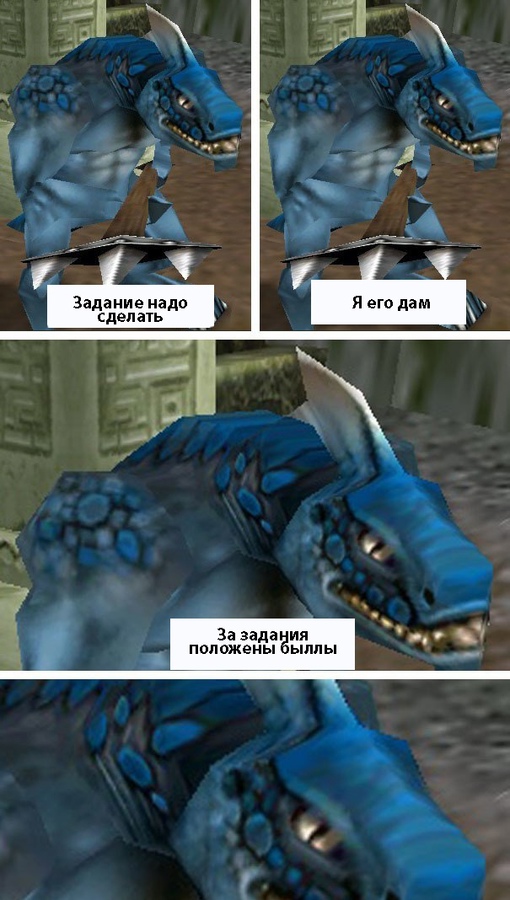 Задание надо
сделать
Я его дам
За задания
положены быллы